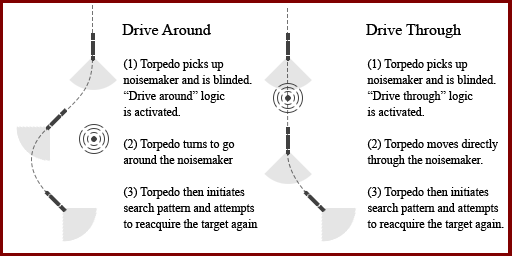 Drive Around
(1) Torpedo picks up
noisemaker and is blinded.
“Drive around” logic
is activated.
(2) Torpedo turns to go
around the noisemaker
(3) Torpedo then initiates
search pattern and attempts
to reacquire the target again
Drive Through
(1) Torpedo picks up
noisemaker and is blinded.
“Drive through” logic
is activated.
(2) Torpedo moves directly
through the noisemaker.
(3) Torpedo then initiates
search pattern and attempts
to reacquire the target again.